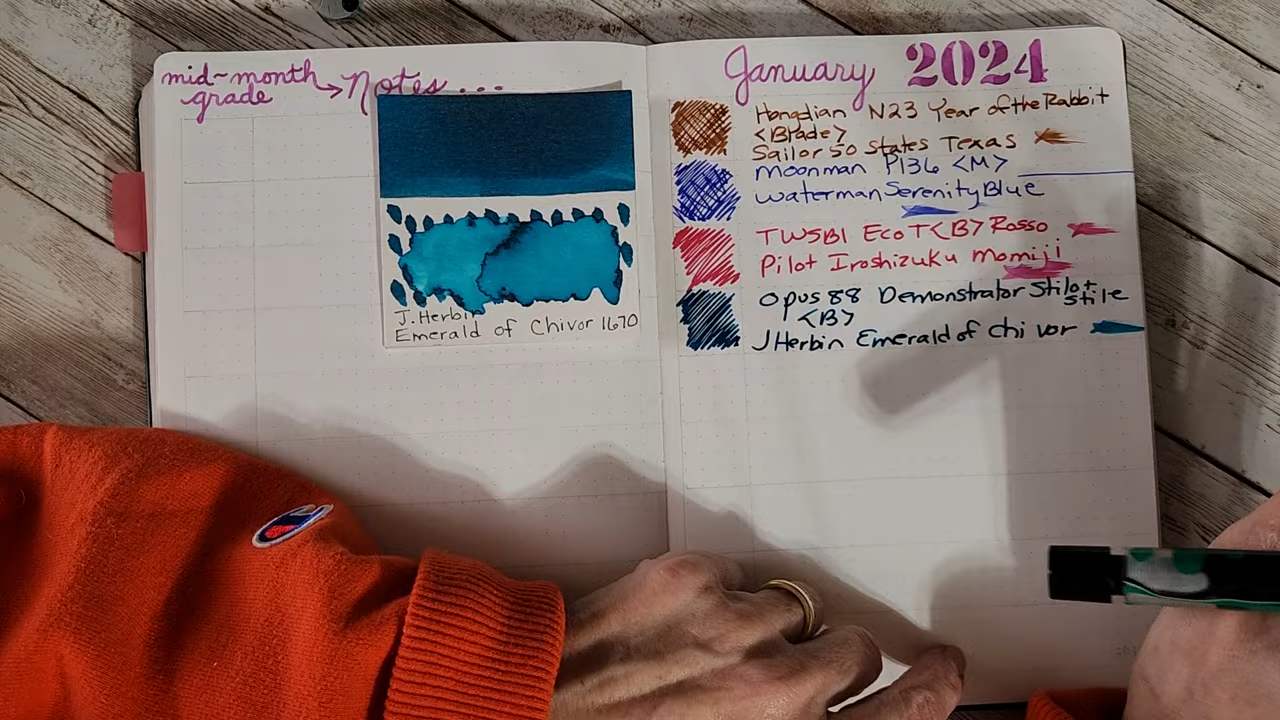 mid-month
grade → Notes...
J. Herbin
Emerald of Chivor 1670
January 2024
Hongdian N23 Year of the Rabbit
<Blade>
Sailor 50 States Texas
Moonman P136 <M>
Waterman Serenity Blue
TWSBI Eco T <B> Rosso
Pilot Iroshizuku Momiji
Opus 88 Demonstrator Stilo+
stile
<B>
J Herbin Emerald of Chivor